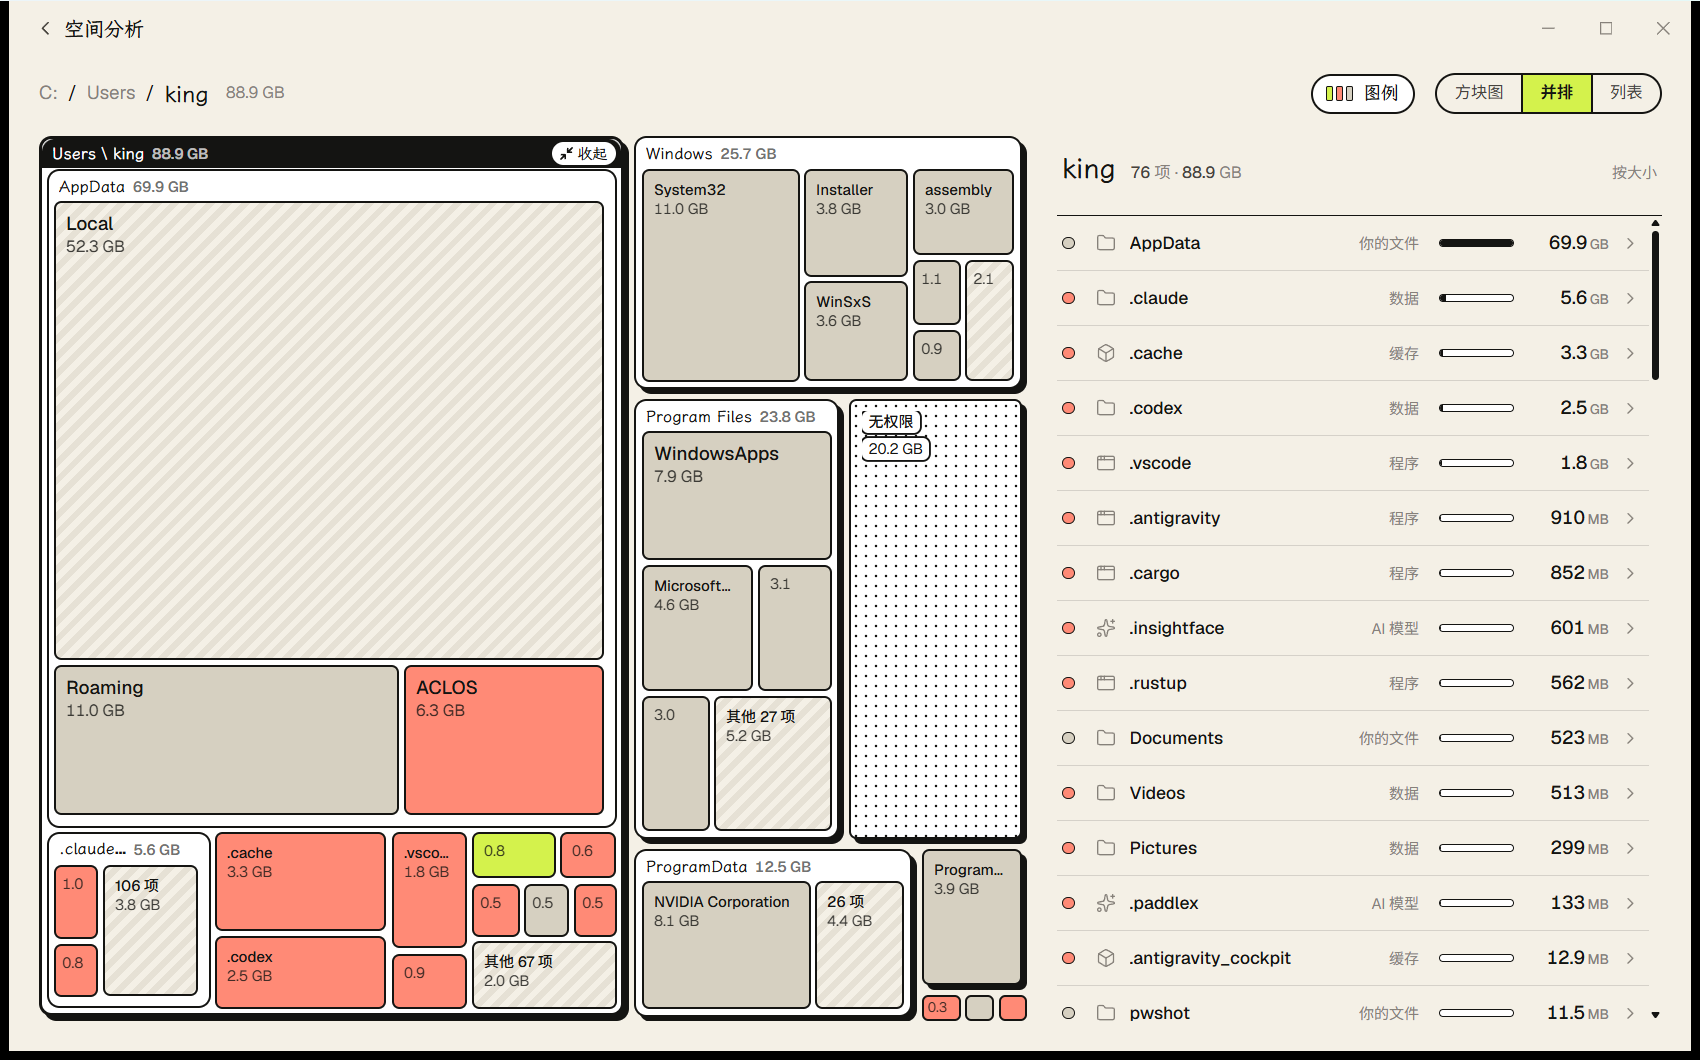 空间分析
C: / Users / king 88.9 GB
图例
方块图 并排 列表
Users \ king 88.9 GB 收起
AppData 69.9 GB
Local
52.3 GB
Roaming
11.0 GB
ACLOS
6.3 GB
.claude... 5.6 GB
1.0
106 项
3.8 GB
0.8
.cache
3.3 GB
.codex
2.5 GB
.vsco...
1.8 GB
0.9
0.8
0.6
0.5
0.5
0.5
其他 67 项
2.0 GB
Windows 25.7 GB
System32
11.0 GB
Installer
3.8 GB
WinSxS
3.6 GB
assembly
3.0 GB
1.1
2.1
0.9
Program Files 23.8 GB
WindowsApps
7.9 GB
Microsoft...
4.6 GB
3.1
3.0
其他 27 项
5.2 GB
无权限
20.2 GB
ProgramData 12.5 GB
NVIDIA Corporation
8.1 GB
26 项
4.4 GB
Program...
3.9 GB
0.3
king 76 项 · 88.9 GB 按大小
AppData 你的文件 69.9 GB
.claude 数据 5.6 GB
.cache 缓存 3.3 GB
.codex 数据 2.5 GB
.vscode 程序 1.8 GB
.antigravity 程序 910 MB
.cargo 程序 852 MB
.insightface AI 模型 601 MB
.rustup 程序 562 MB
Documents 你的文件 523 MB
Videos 数据 513 MB
Pictures 数据 299 MB
.paddlex AI 模型 133 MB
.antigravity_cockpit 缓存 12.9 MB
pwshot 你的文件 11.5 MB